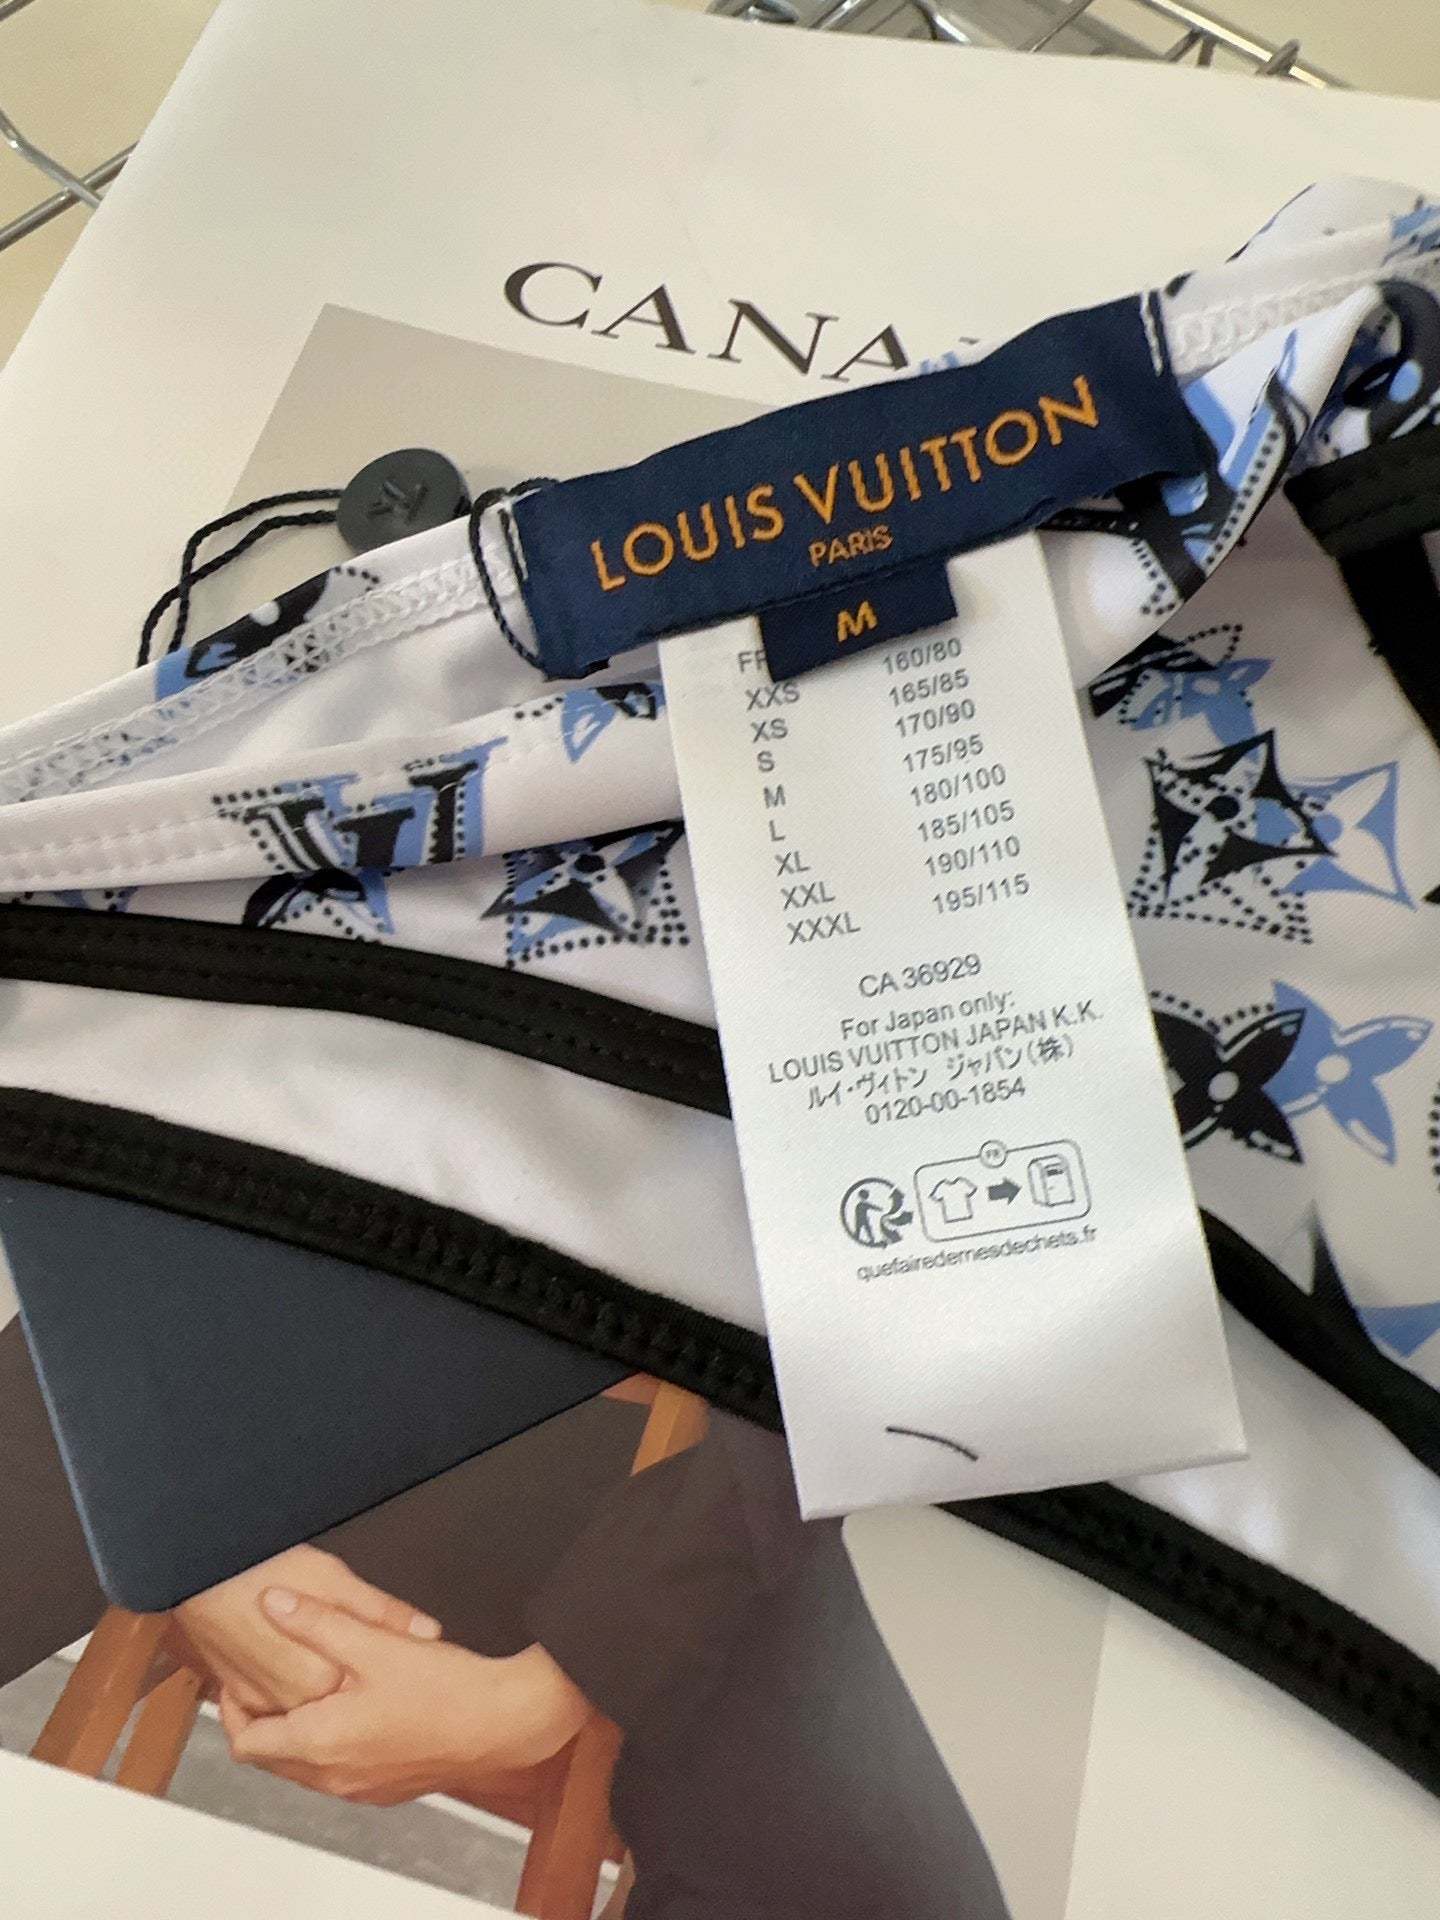 CANA
LOUIS VUITTON
PARIS
M
160/80
XXS 165/85
XS 170/90
S 175/95
M 180/100
L 185/105
XL 190/110
XXL 195/115
XXXL
CA 36929
For Japan only:
LOUIS VUITTON JAPAN K.K.
ルイ・ヴィトン ジャパン(株)
0120-00-1854
FR
quefairedemesdechets.fr